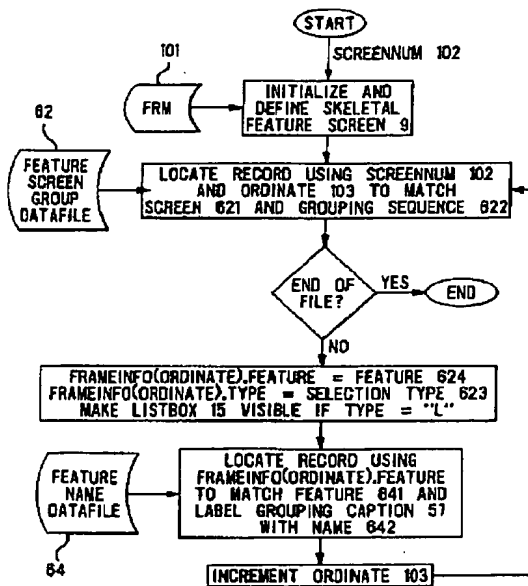 START
SCREENNUM 102
101
FRM
INITIALIZE AND
DEFINE SKELETAL
FEATURE SCREEN 9
62
FEATURE
SCREEN
GROUP
DATAFILE
LOCATE RECORD USING SCREENNUM 102
AND ORDINATE 103 TO MATCH
SCREEN 621 AND GROUPING SEQUENCE 622
END OF
FILE?
YES
END
NO
FRAMEINFO(ORDINATE).FEATURE = FEATURE 624
FRAMEINFO(ORDINATE).TYPE = SELECTION TYPE 623
MAKE LISTBOX 15 VISIBLE IF TYPE = "L"
FEATURE
NAME
DATAFILE
64
LOCATE RECORD USING
FRAMEINFO(ORDINATE).FEATURE
TO MATCH FEATURE 641 AND
LABEL GROUPING CAPTION 57
WITH NAME 642
INCREMENT ORDINATE 103